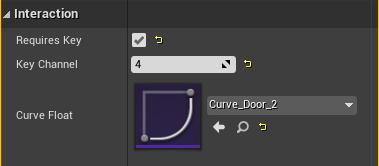 Interaction
Requires Key
Key Channel 4
Curve Float Curve_Door_2